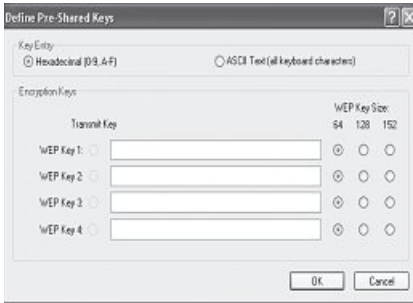 Define Pre-Shared Keys
Key Entry
Hexadecimal (0-9, A-F)
ASCII Text (all keyboard characters)
Encryption Keys
WEP Key Size:
Transmit Key
64 128 152
WEP Key 1:
WEP Key 2:
WEP Key 3:
WEP Key 4:
OK
Cancel